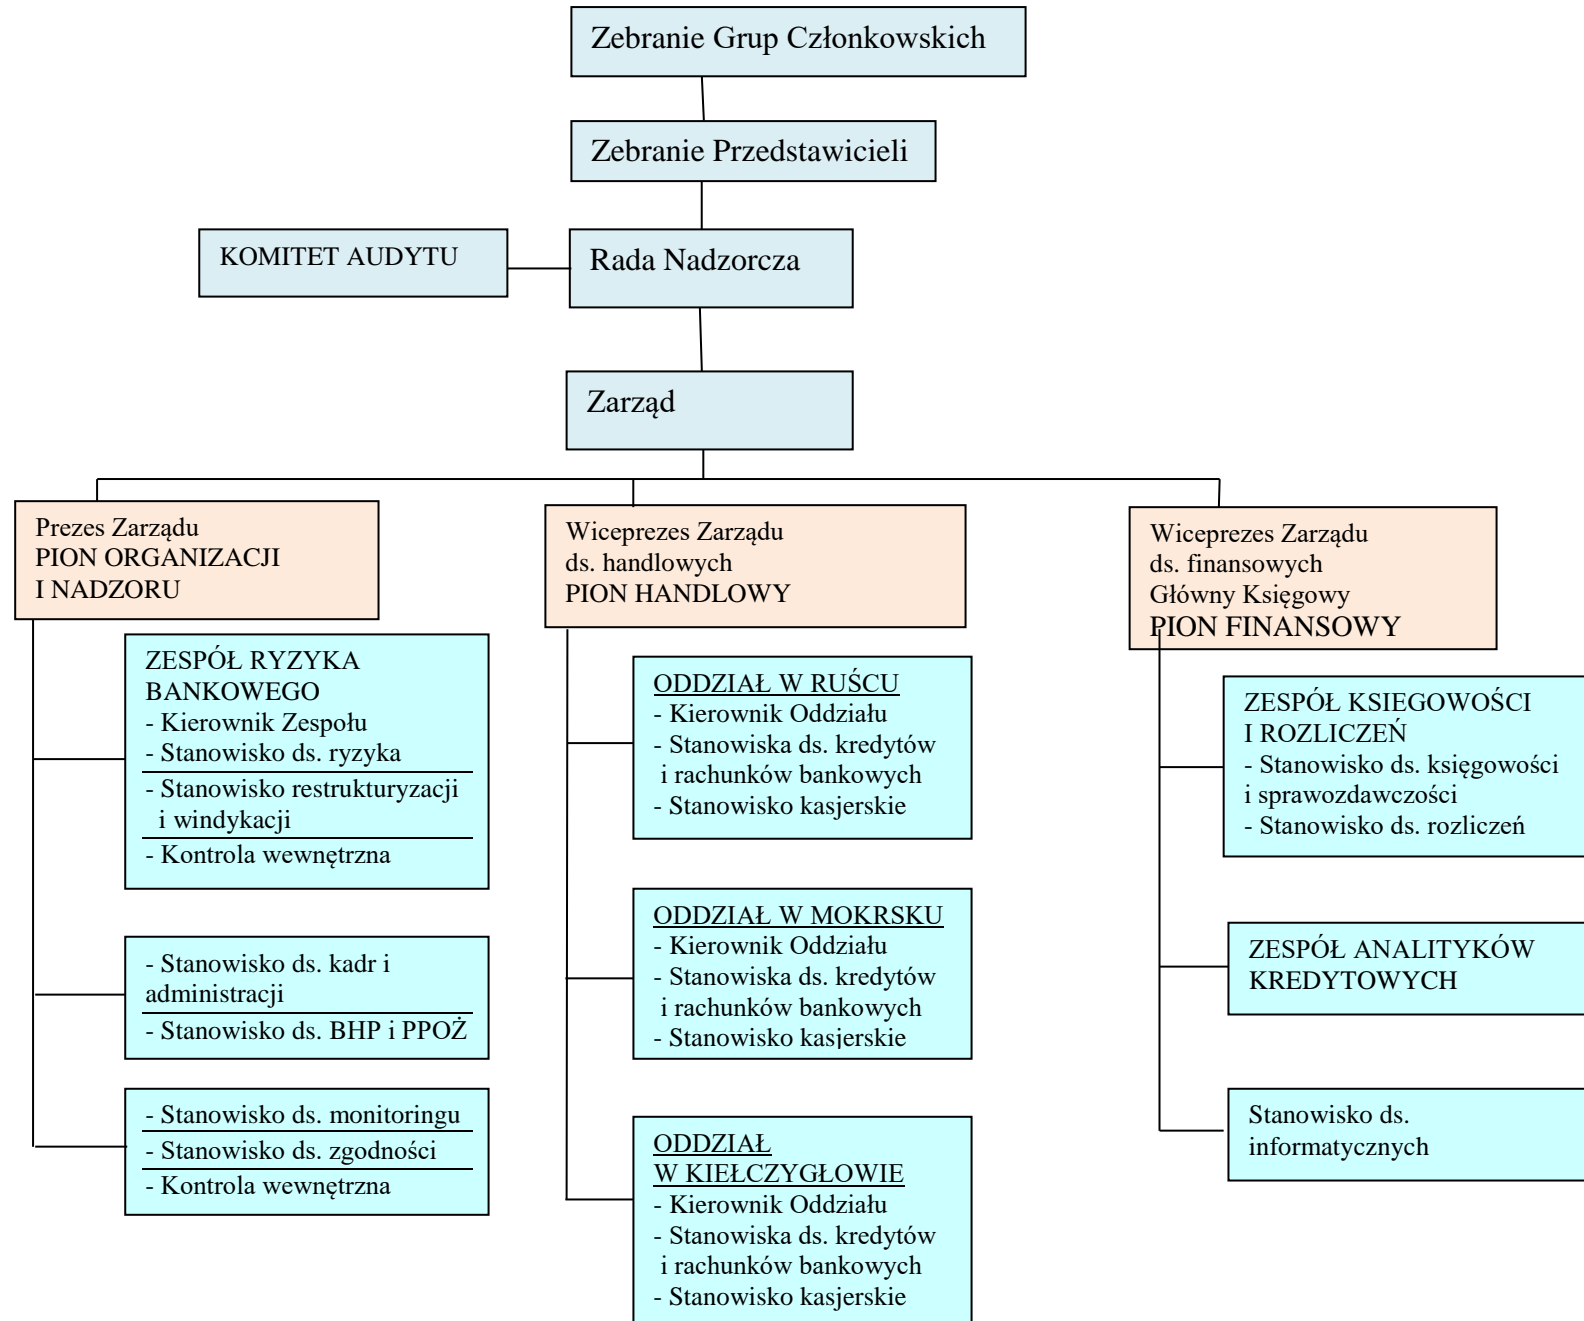 Zebranie Grup Członkowskich
Zebranie Przedstawicieli
KOMITET AUDYTU
Rada Nadzorcza
Zarząd
Prezes Zarządu
PION ORGANIZACJI
I NADZORU
ZESPÓŁ RYZYKA
BANKOWEGO
- Kierownik Zespołu
- Stanowisko ds. ryzyka
- Stanowisko restrukturyzacji
i windykacji
- Kontrola wewnętrzna
- Stanowisko ds. kadr i
administracji
- Stanowisko ds. BHP i PPOŻ
- Stanowisko ds. monitoringu
- Stanowisko ds. zgodności
- Kontrola wewnętrzna
Wiceprezes Zarządu
ds. handlowych
PION HANDLOWY
ODDZIAŁ W RUŚCU
- Kierownik Oddziału
- Stanowiska ds. kredytów
i rachunków bankowych
- Stanowisko kasjerskie
ODDZIAŁ W MOKRSKU
- Kierownik Oddziału
- Stanowiska ds. kredytów
i rachunków bankowych
- Stanowisko kasjerskie
ODDZIAŁ
W KIEŁCZYGŁOWIE
- Kierownik Oddziału
- Stanowiska ds. kredytów
i rachunków bankowych
- Stanowisko kasjerskie
Wiceprezes Zarządu
ds. finansowych
Główny Księgowy
PION FINANSOWY
ZESPÓŁ KSIEGOWOŚCI
I ROZLICZEŃ
- Stanowisko ds. księgowości
i sprawozdawczości
- Stanowisko ds. rozliczeń
ZESPÓŁ ANALITYKÓW
KREDYTOWYCH
Stanowisko ds.
informatycznych